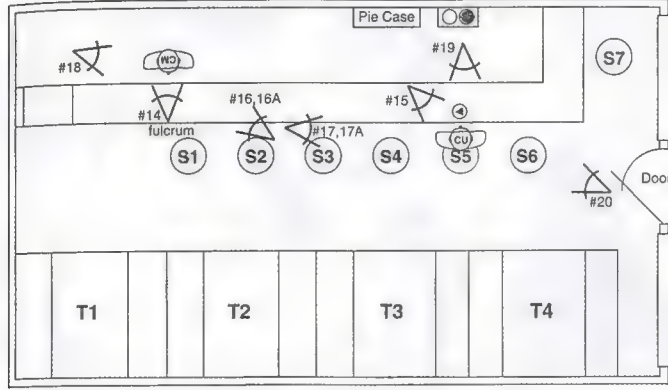 Pie Case
#18
CM
#19
S7
#16,16A
#15
#14
fulcrum
#17,17A
CU
S1
S2
S3
S4
S5
S6
Doo
#20
T1
T2
T3
T4